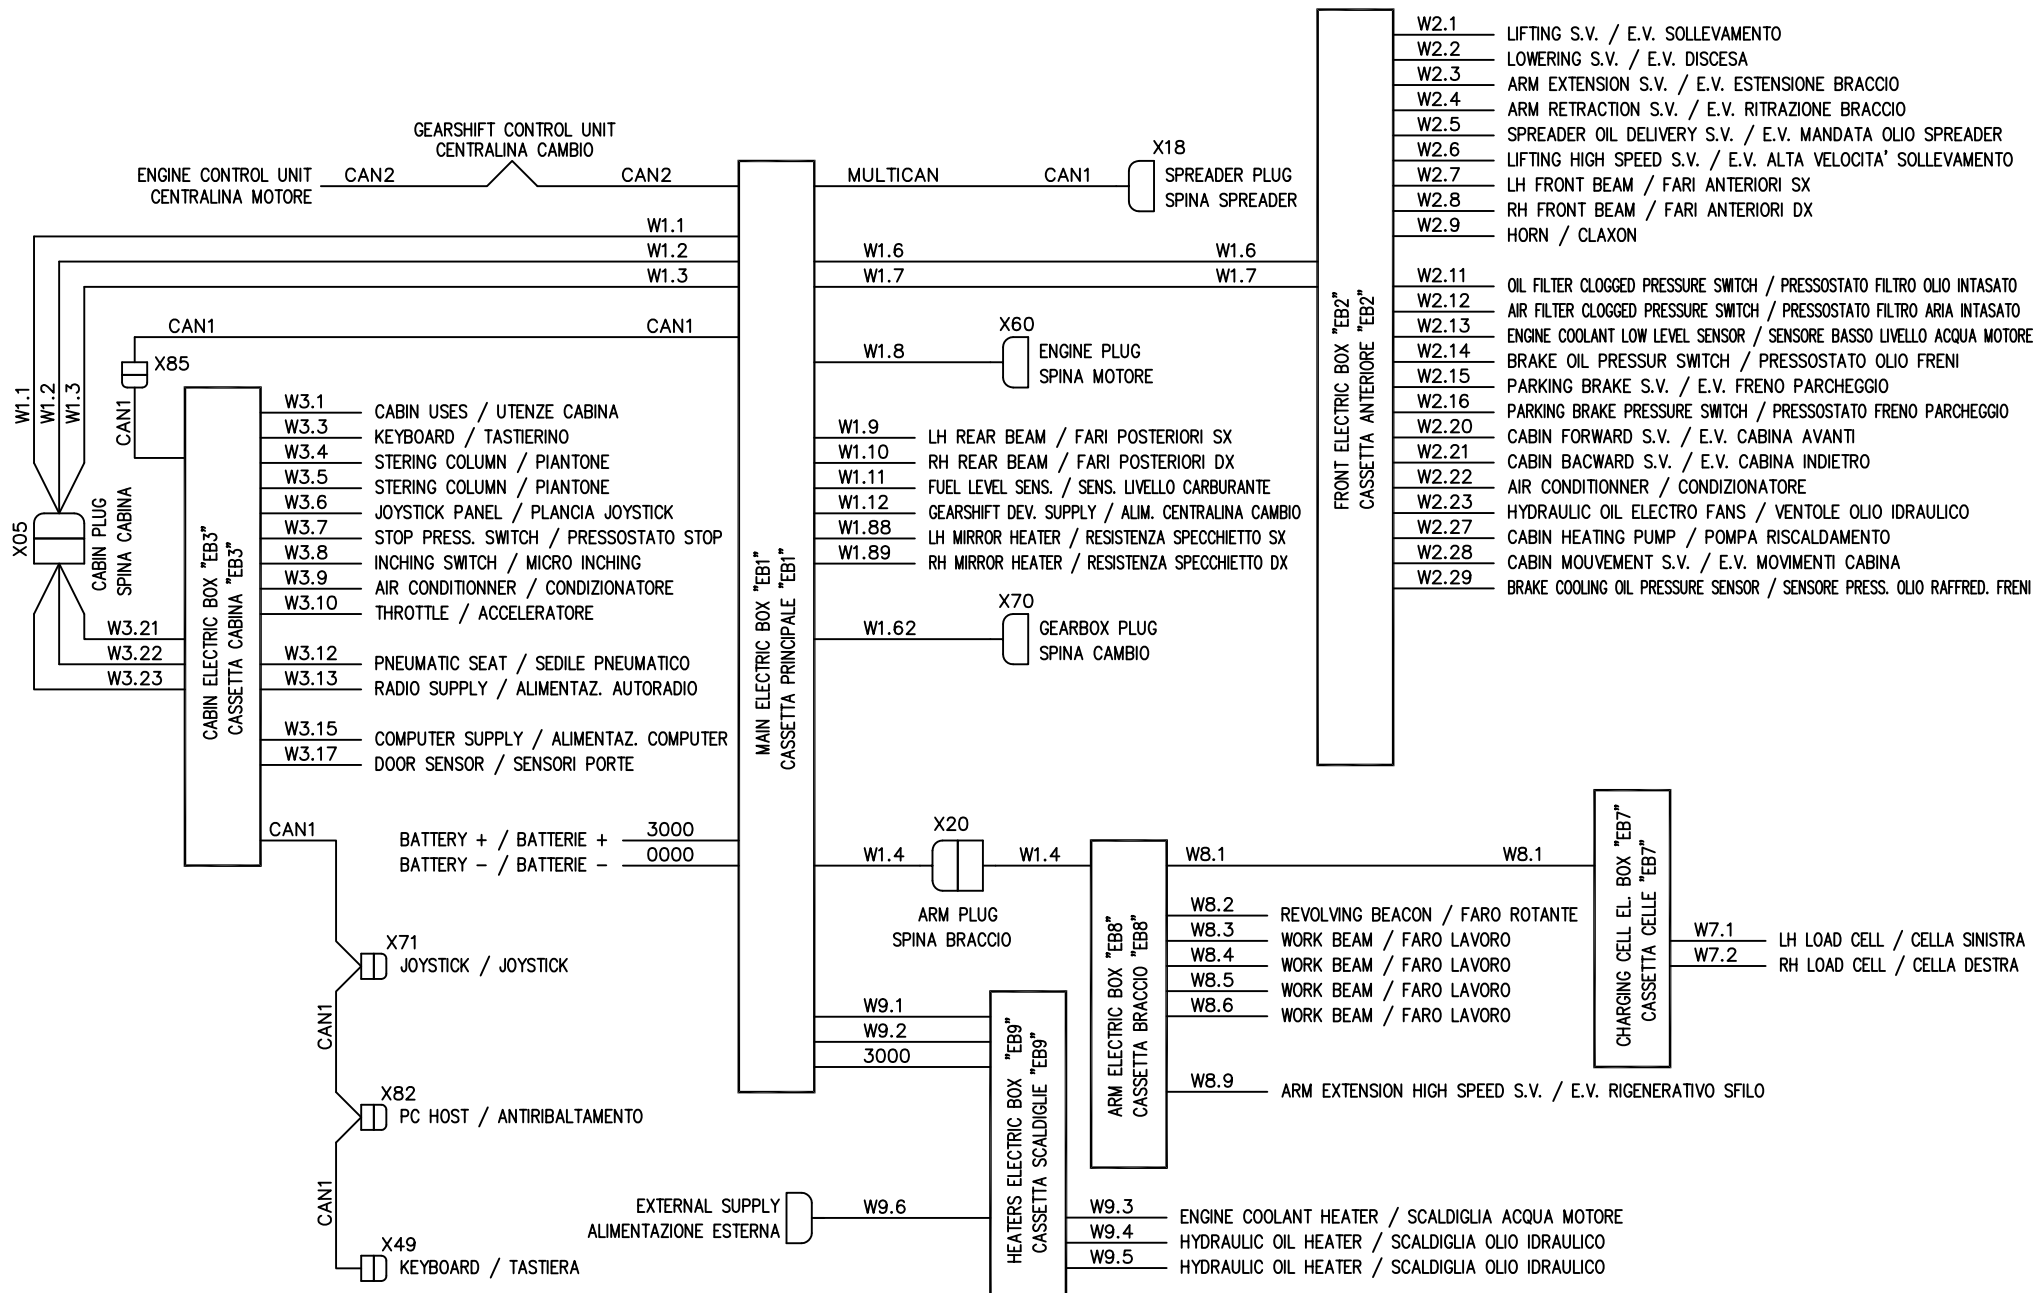 GEARSHIFT CONTROL UNIT
CENTRALINA CAMBIO
ENGINE CONTROL UNIT
CENTRALINA MOTORE
CAN2
CAN2
W1.1
W1.2
W1.3
CAN1
CAN1
X85
CAN1
W1.1
W1.2
W1.3
X05
CABIN PLUG
SPINA CABINA
W3.21
W3.22
W3.23
CABIN ELECTRIC BOX "EB3"
CASSETTA CABINA "EB3"
W3.1 CABIN USES / UTENZE CABINA
W3.3 KEYBOARD / TASTIERINO
W3.4 STERING COLUMN / PIANTONE
W3.5 STERING COLUMN / PIANTONE
W3.6 JOYSTICK PANEL / PLANCIA JOYSTICK
W3.7 STOP PRESS. SWITCH / PRESSOSTATO STOP
W3.8 INCHING SWITCH / MICRO INCHING
W3.9 AIR CONDITIONNER / CONDIZIONATORE
W3.10 THROTTLE / ACCELERATORE
W3.12 PNEUMATIC SEAT / SEDILE PNEUMATICO
W3.13 RADIO SUPPLY / ALIMENTAZ. AUTORADIO
W3.15 COMPUTER SUPPLY / ALIMENTAZ. COMPUTER
W3.17 DOOR SENSOR / SENSORI PORTE
CAN1
BATTERY + / BATTERIE + 3000
BATTERY - / BATTERIE - 0000
X71
JOYSTICK / JOYSTICK
CAN1
X82
PC HOST / ANTIRIBALTAMENTO
CAN1
X49
KEYBOARD / TASTIERA
MAIN ELECTRIC BOX "EB1"
CASSETTA PRINCIPALE "EB1"
MULTICAN
CAN1
X18
SPREADER PLUG
SPINA SPREADER
W1.6
W1.6
W1.7
W1.7
W1.8
X60
ENGINE PLUG
SPINA MOTORE
W1.9 LH REAR BEAM / FARI POSTERIORI SX
W1.10 RH REAR BEAM / FARI POSTERIORI DX
W1.11 FUEL LEVEL SENS. / SENS. LIVELLO CARBURANTE
W1.12 GEARSHIFT DEV. SUPPLY / ALIM. CENTRALINA CAMBIO
W1.88 LH MIRROR HEATER / RESISTENZA SPECCHIETTO SX
W1.89 RH MIRROR HEATER / RESISTENZA SPECCHIETTO DX
W1.62
X70
GEARBOX PLUG
SPINA CAMBIO
W1.4
X20
W1.4
ARM PLUG
SPINA BRACCIO
W9.1
W9.2
3000
EXTERNAL SUPPLY
ALIMENTAZIONE ESTERNA
W9.6
HEATERS ELECTRIC BOX "EB9"
CASSETTA SCALDIGLIE "EB9"
W9.3 ENGINE COOLANT HEATER / SCALDIGLIA ACQUA MOTORE
W9.4 HYDRAULIC OIL HEATER / SCALDIGLIA OLIO IDRAULICO
W9.5 HYDRAULIC OIL HEATER / SCALDIGLIA OLIO IDRAULICO
FRONT ELECTRIC BOX "EB2"
CASSETTA ANTERIORE "EB2"
W2.1 LIFTING S.V. / E.V. SOLLEVAMENTO
W2.2 LOWERING S.V. / E.V. DISCESA
W2.3 ARM EXTENSION S.V. / E.V. ESTENSIONE BRACCIO
W2.4 ARM RETRACTION S.V. / E.V. RITRAZIONE BRACCIO
W2.5 SPREADER OIL DELIVERY S.V. / E.V. MANDATA OLIO SPREADER
W2.6 LIFTING HIGH SPEED S.V. / E.V. ALTA VELOCITA' SOLLEVAMENTO
W2.7 LH FRONT BEAM / FARI ANTERIORI SX
W2.8 RH FRONT BEAM / FARI ANTERIORI DX
W2.9 HORN / CLAXON
W2.11 OIL FILTER CLOGGED PRESSURE SWITCH / PRESSOSTATO FILTRO OLIO INTASATO
W2.12 AIR FILTER CLOGGED PRESSURE SWITCH / PRESSOSTATO FILTRO ARIA INTASATO
W2.13 ENGINE COOLANT LOW LEVEL SENSOR / SENSORE BASSO LIVELLO ACQUA MOTORE
W2.14 BRAKE OIL PRESSUR SWITCH / PRESSOSTATO OLIO FRENI
W2.15 PARKING BRAKE S.V. / E.V. FRENO PARCHEGGIO
W2.16 PARKING BRAKE PRESSURE SWITCH / PRESSOSTATO FRENO PARCHEGGIO
W2.20 CABIN FORWARD S.V. / E.V. CABINA AVANTI
W2.21 CABIN BACWARD S.V. / E.V. CABINA INDIETRO
W2.22 AIR CONDITIONNER / CONDIZIONATORE
W2.23 HYDRAULIC OIL ELECTRO FANS / VENTOLE OLIO IDRAULICO
W2.27 CABIN HEATING PUMP / POMPA RISCALDAMENTO
W2.28 CABIN MOUVEMENT S.V. / E.V. MOVIMENTI CABINA
W2.29 BRAKE COOLING OIL PRESSURE SENSOR / SENSORE PRESS. OLIO RAFFRED. FRENI
ARM ELECTRIC BOX "EB8"
CASSETTA BRACCIO "EB8"
W8.1
W8.1
W8.2 REVOLVING BEACON / FARO ROTANTE
W8.3 WORK BEAM / FARO LAVORO
W8.4 WORK BEAM / FARO LAVORO
W8.5 WORK BEAM / FARO LAVORO
W8.6 WORK BEAM / FARO LAVORO
W8.9 ARM EXTENSION HIGH SPEED S.V. / E.V. RIGENERATIVO SFILO
CHARGING CELL EL. BOX "EB7"
CASSETTA CELLE "EB7"
W7.1 LH LOAD CELL / CELLA SINISTRA
W7.2 RH LOAD CELL / CELLA DESTRA